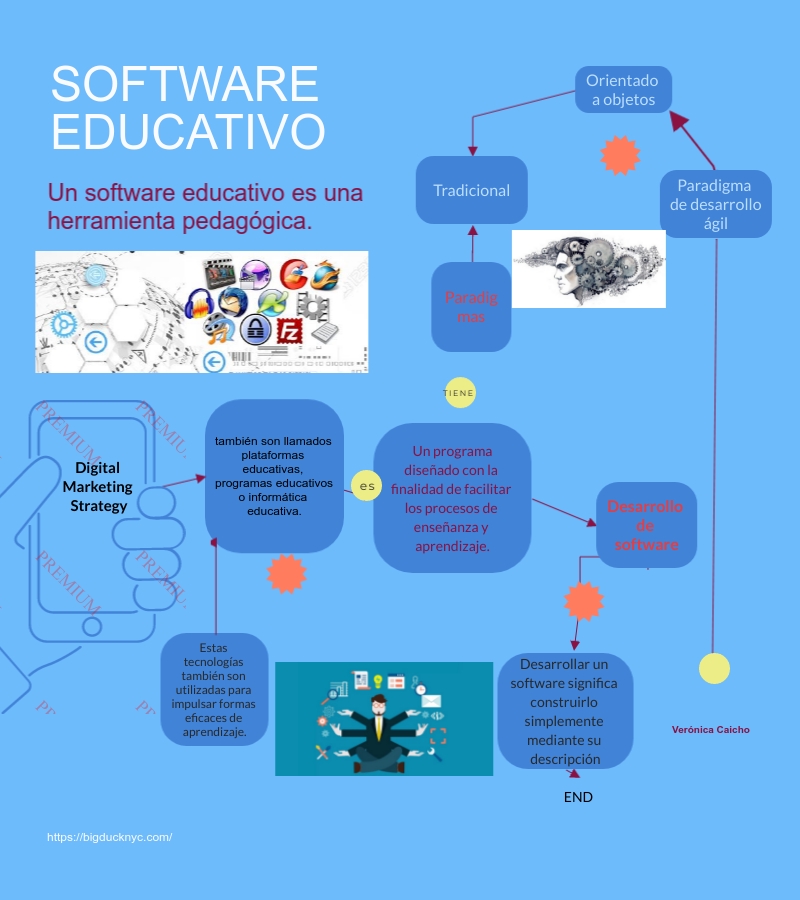 SOFTWARE
EDUCATIVO
Un software educativo es una
herramienta pedagógica.
Orientado
a objetos
Tradicional
Paradigma
de desarrollo
ágil
Paradig
mas
TIENE
PREMIUM
PREMIU
Digital
Marketing
Strategy
también son llamados
plataformas
educativas,
programas educativos
o informática
educativa.
es
Un programa
diseñado con la
finalidad de facilitar
los procesos de
enseñanza y
aprendizaje.
Desarrollo
de
software
PREMIUM
PREMIU
Estas
tecnologías
también son
utilizadas para
impulsar formas
eficaces de
aprendizaje.
Desarrollar un
software significa
construirlo
simplemente
mediante su
descripción
PR
PR
Verónica Caicho
END
https://bigducknyc.com/